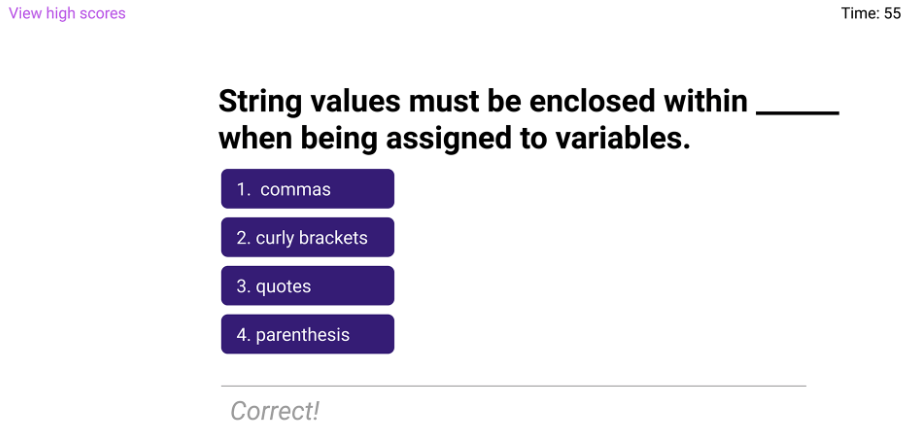 View high scores
Time: 55
String values must be enclosed within ______
when being assigned to variables.
1. commas
2. curly brackets
3. quotes
4. parenthesis
Correct!